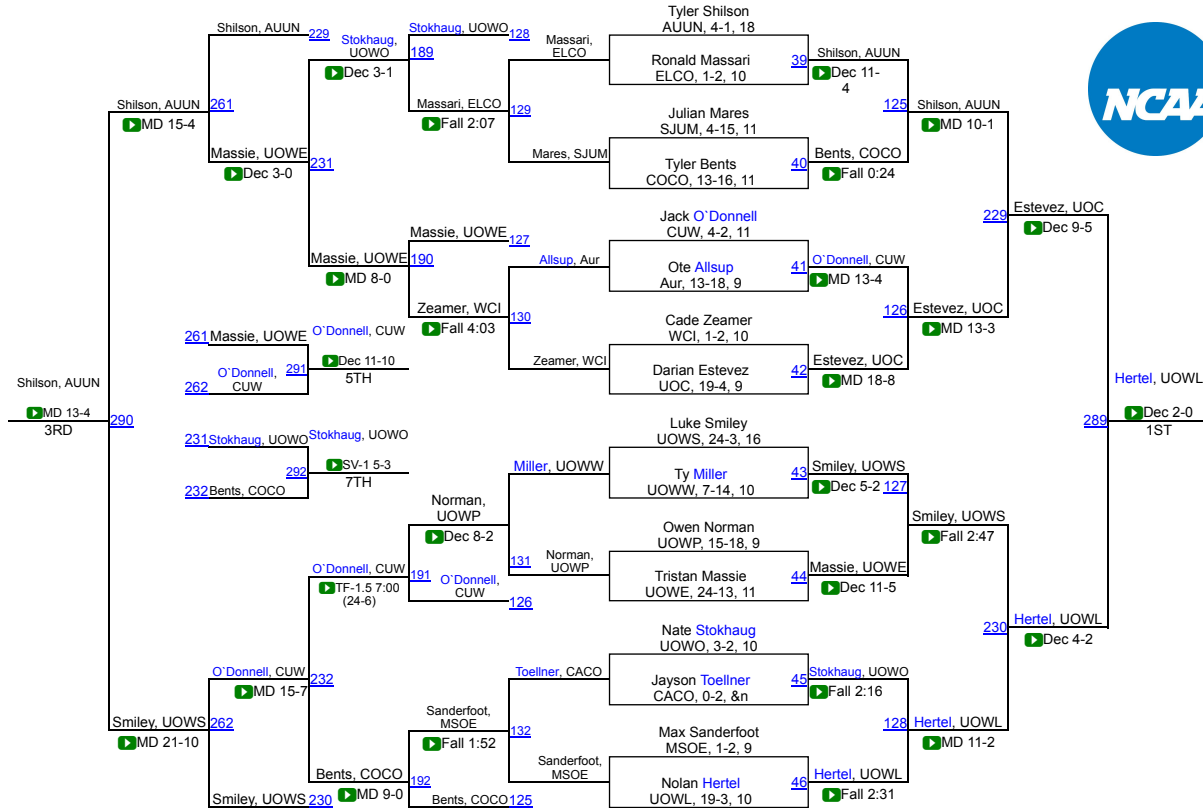 Tyler Shilson
AUUN, 4-1, 18
Ronald Massari
ELCO, 1-2, 10
39
Julian Mares
SJUM, 4-15, 11
Tyler Bents
COCO, 13-16, 11
40
Jack O`Donnell
CUW, 4-2, 11
Ote Allsup
Aur, 13-18, 9
41
Cade Zeamer
WCI, 1-2, 10
Darian Estevez
UOC, 19-4, 9
42
Luke Smiley
UOWS, 24-3, 16
Ty Miller
UOWW, 7-14, 10
43
Owen Norman
UOWP, 15-18, 9
Tristan Massie
UOWE, 24-13, 11
44
Nate Stokhaug
UOWO, 3-2, 10
Jayson Toellner
CACO, 0-2, &n
45
Max Sanderfoot
MSOE, 1-2, 9
Nolan Hertel
UOWL, 19-3, 10
46
Shilson, AUUN
Dec 11-
4
Bents, COCO
Fall 0:24
125
O`Donnell, CUW
MD 13-4
Estevez, UOC
MD 18-8
126
Smiley, UOWS
Dec 5-2
127
Massie, UOWE
Dec 11-5
Stokhaug, UOWO
Fall 2:16
Hertel, UOWL
Fall 2:31
128
Shilson, AUUN
MD 10-1
Estevez, UOC
MD 13-3
229
Smiley, UOWS
Fall 2:47
Hertel, UOWL
MD 11-2
230
Estevez, UOC
Dec 9-5
Hertel, UOWL
Dec 4-2
289
Hertel, UOWL
Dec 2-0
1ST
NCAA
Massari,
ELCO
Mares, SJUM
129
Allsup, Aur
Zeamer, WCI
130
Miller, UOWW
Norman,
UOWP
131
Toellner, CACO
Sanderfoot,
MSOE
132
Stokhaug, UOWO
128
Massari, ELCO
Fall 2:07
189
Massie, UOWE
127
Zeamer, WCI
Fall 4:03
190
Norman,
UOWP
Dec 8-2
O`Donnell,
CUW
126
191
Sanderfoot,
MSOE
Fall 1:52
Bents, COCO
125
192
Stokhaug,
UOWO
Dec 3-1
Massie, UOWE
MD 8-0
231
O`Donnell, CUW
TF-1.5 7:00
(24-6)
Bents, COCO
MD 9-0
232
Shilson, AUUN
229
Massie, UOWE
Dec 3-0
261
O`Donnell, CUW
MD 15-7
Smiley, UOWS
230
262
Shilson, AUUN
MD 15-4
Smiley, UOWS
MD 21-10
290
Shilson, AUUN
MD 13-4
3RD
261
Massie, UOWE
262
O`Donnell,
CUW
291
O`Donnell, CUW
Dec 11-10
5TH
231
Stokhaug, UOWO
232
Bents, COCO
292
Stokhaug, UOWO
SV-1 5-3
7TH